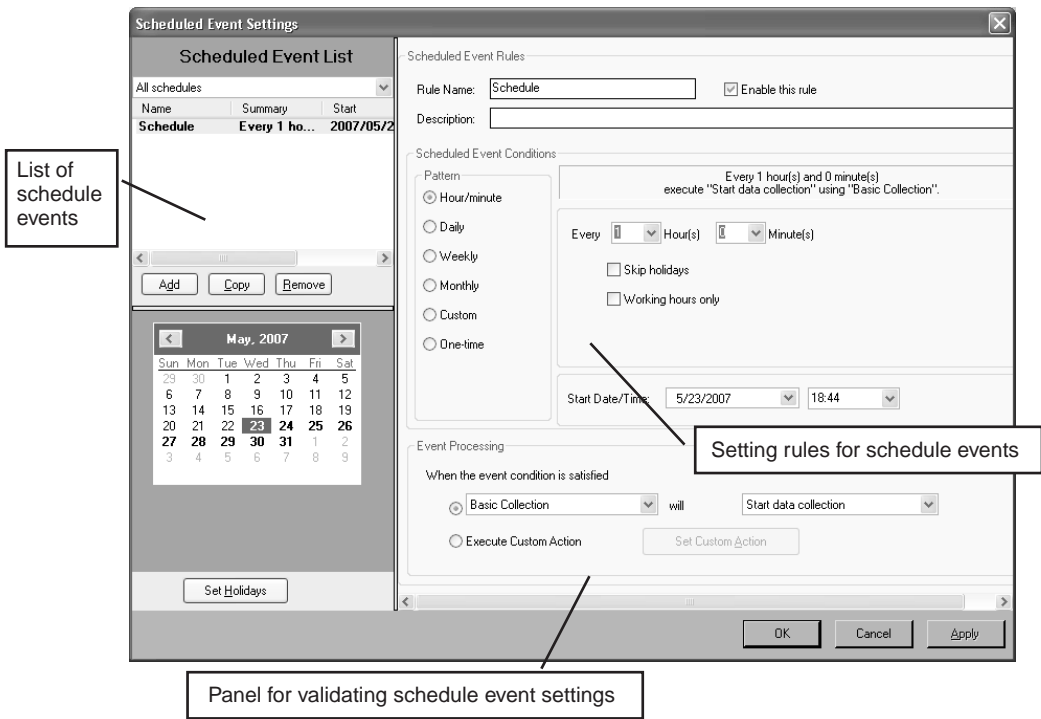 Scheduled Event Settings
Scheduled Event List
All schedules
Name Summary Start
Schedule Every 1 ho... 2007/05/2
Add Copy Remove
May, 2007
Sun Mon Tue Wed Thu Fri Sat
29 30 1 2 3 4 5
6 7 8 9 10 11 12
13 14 15 16 17 18 19
20 21 22 23 24 25 26
27 28 29 30 31 1 2
3 4 5 6 7 8 9
Set Holidays
Scheduled Event Rules
Rule Name: Schedule Enable this rule
Description:
Scheduled Event Conditions
Pattern
Hour/minute
Daily
Weekly
Monthly
Custom
One-time
Every 1 hour(s) and 0 minute(s)
execute "Start data collection" using "Basic Collection".
Every 1 Hour(s) 0 Minute(s)
Skip holidays
Working hours only
Start Date/Time: 5/23/2007 18:44
Event Processing
When the event condition is satisfied
Basic Collection will Start data collection
Execute Custom Action Set Custom Action
OK Cancel Apply
List of
schedule
events
Setting rules for schedule events
Panel for validating schedule event settings